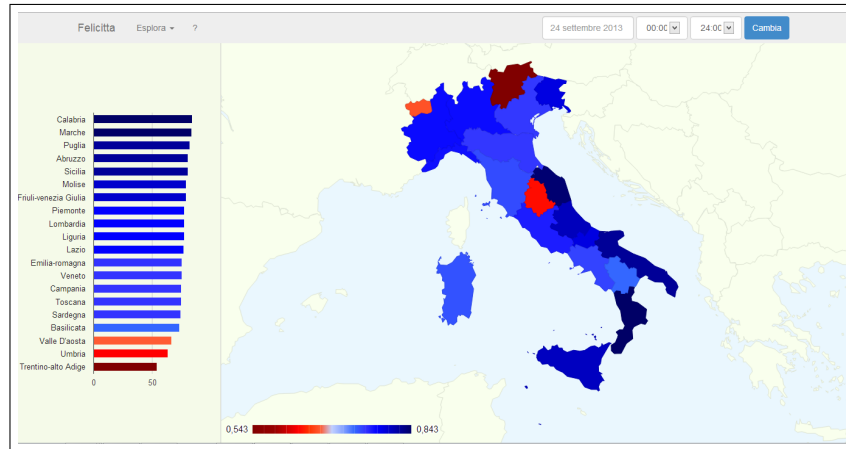 Felicitta Esplora ?
24 settembre 2013 00:00 24:00 Cambia
Calabria
Marche
Puglia
Abruzzo
Sicilia
Molise
Friuli-venezia Giulia
Piemonte
Lombardia
Liguria
Lazio
Emilia-romagna
Veneto
Campania
Toscana
Sardegna
Basilicata
Valle D'aosta
Umbria
Trentino-alto Adige
0 50
0,543 0,843